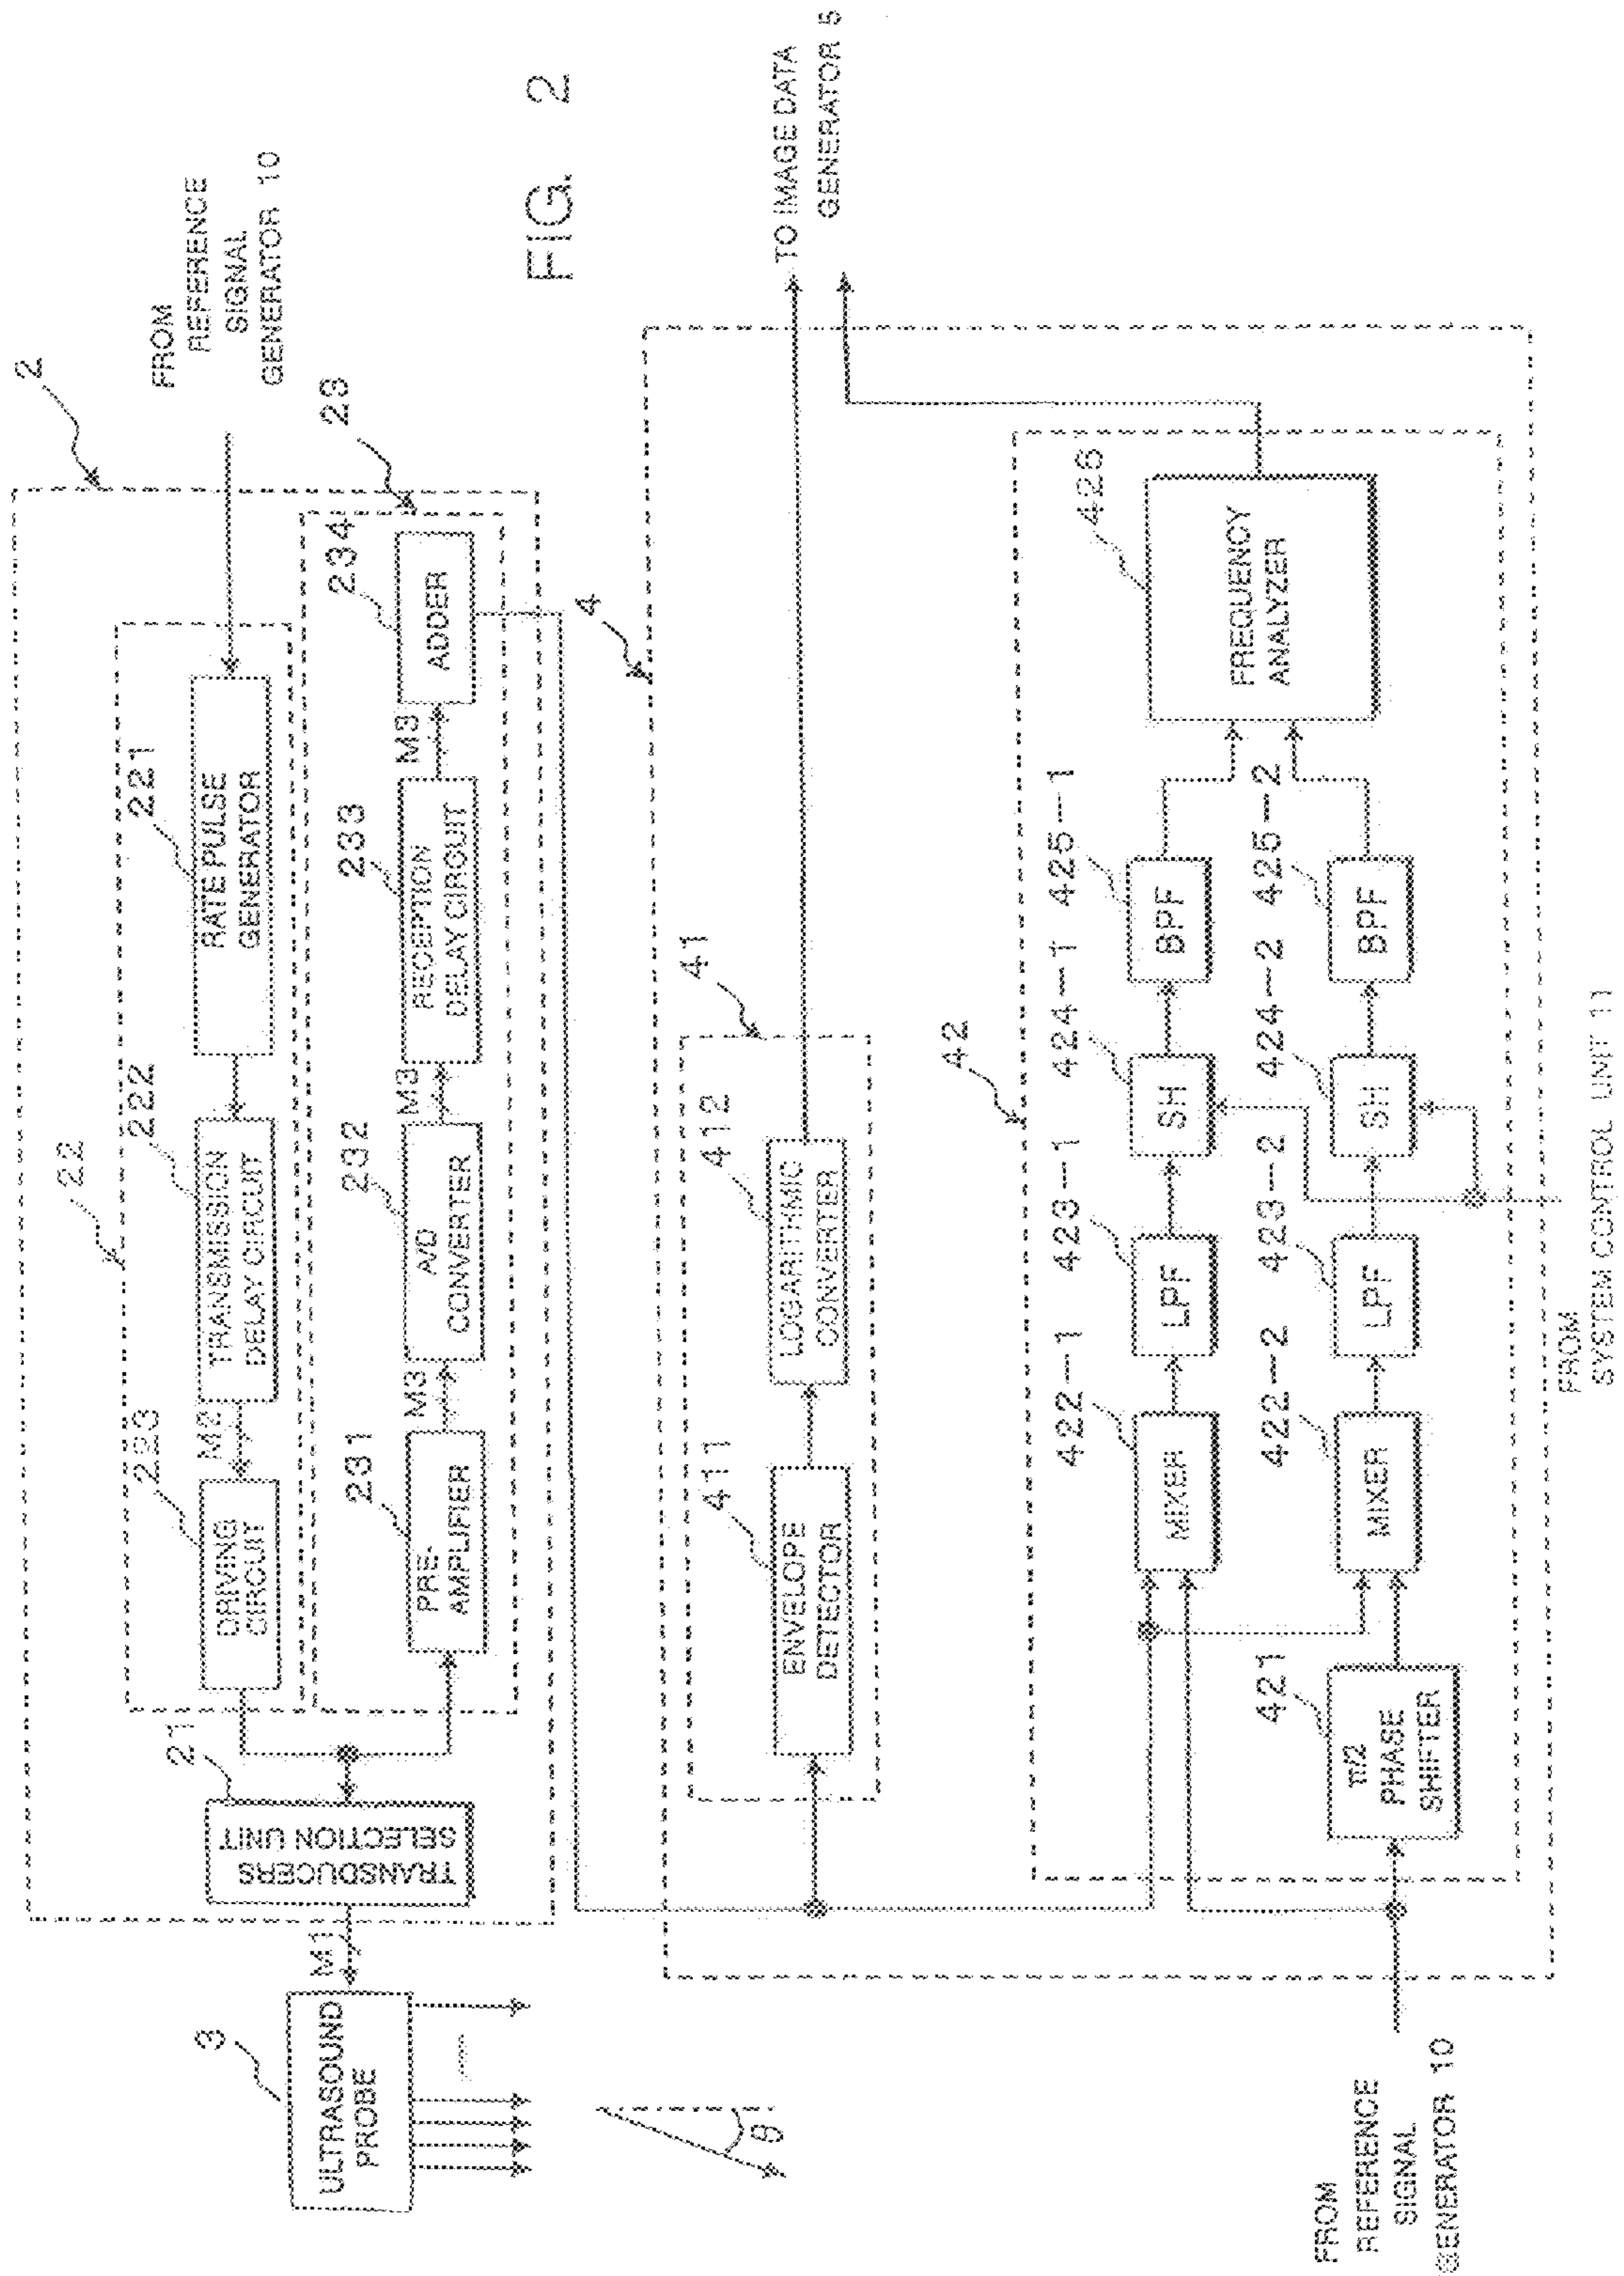 FIG. 2
2
FROM
REFERENCE
SIGNAL
GENERATOR 10
22
221
RATE PULSE
GENERATOR
222
TRANSMISSION
DELAY CIRCUIT
M2
223
DRIVING
CIRCUIT
21
TRANSDUCERS
SELECTION UNIT
M1
3
ULTRASOUND
PROBE
θ
23
231
PRE-
AMPLIFIER
M3
232
A/D
CONVERTER
M3
233
RECEPTION
DELAY CIRCUIT
M3
234
ADDER
4
41
411
ENVELOPE
DETECTOR
412
LOGARITHMIC
CONVERTER
TO IMAGE DATA
GENERATOR 5
42
421
π/2
PHASE
SHIFTER
422-1
MIXER
423-1
LPF
424-1
SH
425-1
BPF
422-2
MIXER
423-2
LPF
424-2
SH
425-2
BPF
426
FREQUENCY
ANALYZER
FROM
REFERENCE
SIGNAL
GENERATOR 10
FROM
SYSTEM CONTROL UNIT 11